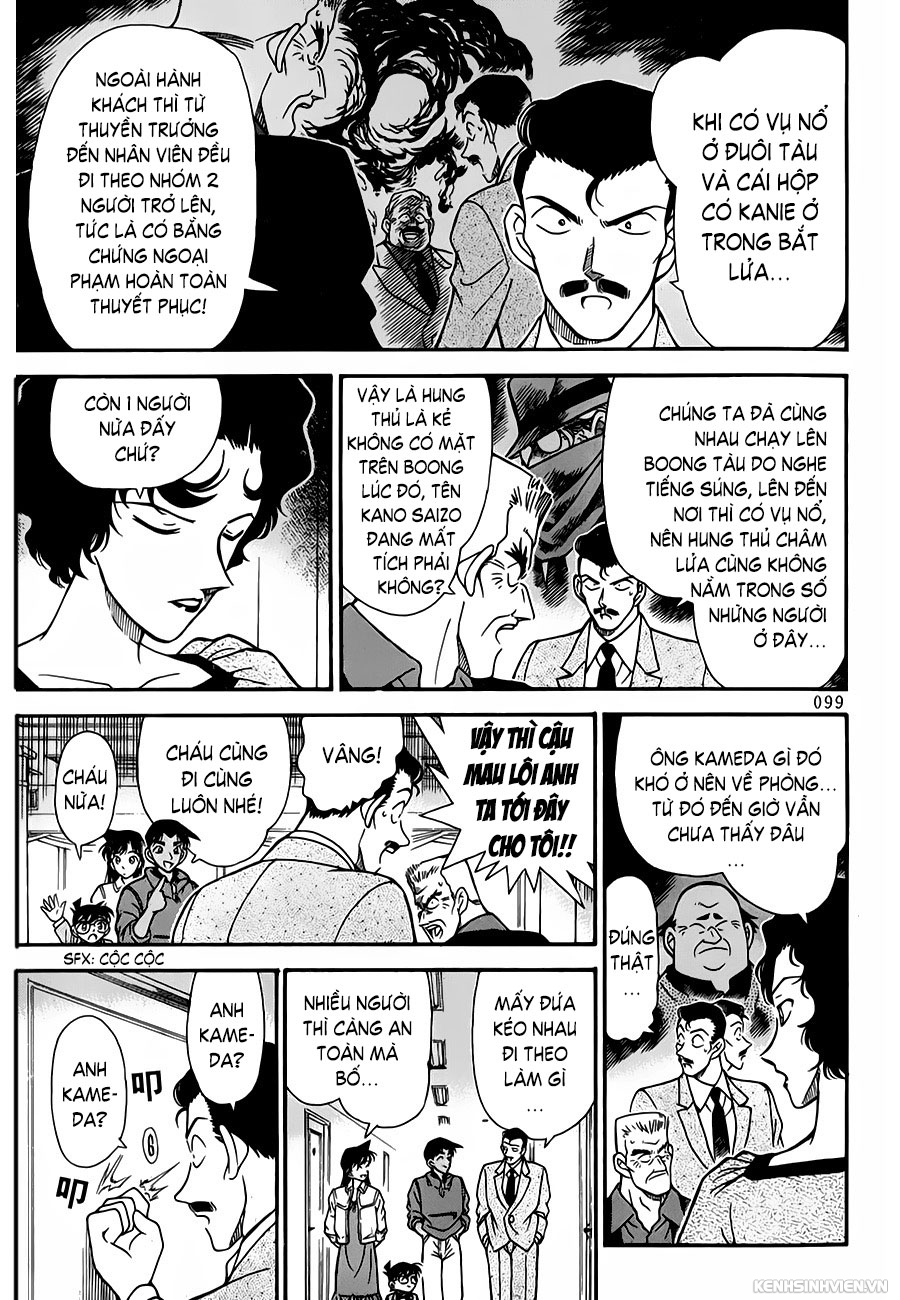 KHI CÓ VỤ NỔ
Ở ĐUÔI TÀU
VÀ CÁI HỘP
CÓ KANIE Ở
TRONG BẮT
LỬA...
NGOÀI HÀNH
KHÁCH THÌ TỪ
THUYỀN TRƯỞNG
ĐẾN NHÂN VIÊN ĐỀU
ĐI THEO NHÓM 2
NGƯỜI TRỞ LÊN,
TỨC LÀ CÓ BẰNG
CHỨNG NGOẠI
PHẠM HOÀN TOÀN
THUYẾT PHỤC!
CHÚNG TA ĐÃ CÙNG
NHAU CHẠY LÊN
BOONG TÀU DO NGHE
TIẾNG SÚNG, LÊN ĐẾN
NƠI THÌ CÓ VỤ NỔ,
NÊN HUNG THỦ CHÂM
LỬA CŨNG KHÔNG
NẰM TRONG SỐ
NHỮNG NGƯỜI
Ở ĐÂY...
VẬY LÀ HUNG
THỦ LÀ KẺ
KHÔNG CÓ MẶT
TRÊN BOONG
LÚC ĐÓ, TÊN
KANO SAIZO
ĐANG MẤT
TÍCH PHẢI
KHÔNG?
CÒN 1 NGƯỜI
NỮA ĐẤY
CHỨ?
099
ÔNG KAMEDA GÌ ĐÓ
KHÓ Ở NÊN VỀ PHÒNG...
TỪ ĐÓ ĐẾN GIỜ VẪN
CHƯA THẤY ĐÂU
...
ĐÚNG
THẬT
...
VẬY THÌ CẬU
MAU LÔI ANH
TA TỚI ĐÂY
CHO TÔI!!
VÂNG!
CHÁU CŨNG
ĐI CÙNG
LUÔN NHÉ!
CHÁU
NỮA!
MẤY ĐỨA
KÉO NHAU
ĐI THEO
LÀM GÌ
...
NHIỀU NGƯỜI
THÌ CÀNG AN
TOÀN MÀ
BỐ...
SFX: CỘC CỘC
ANH
KAME-
DA?
ANH
KAME-
DA?
叩
叩
6
KENHSINHVIEN.VN